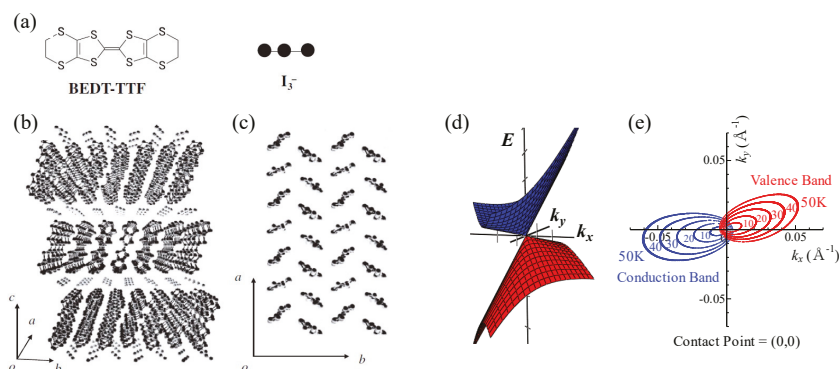 (a)
S S S S
S S S S
BEDT-TTF
I3⁻
(b)
(c)
(d)
(e)
c
a
o
b
a
o
b
E
ky
kx
ky (Å⁻¹)
0.05
Valence Band
50K
40
30
20
10
-0.05
0.05
10
20
30
40
50K
kx (Å⁻¹)
Conduction Band
-0.05
Contact Point = (0,0)